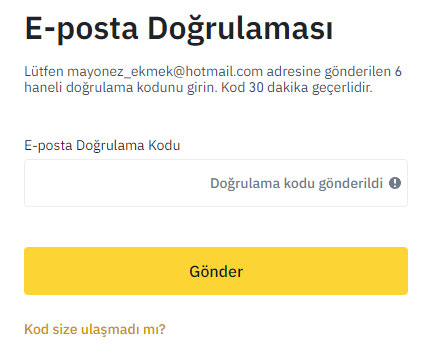 E-posta Doğrulaması
Lütfen mayonez_ekmek@hotmail.com adresine gönderilen 6
haneli doğrulama kodunu girin. Kod 30 dakika geçerlidir.
E-posta Doğrulama Kodu
Doğrulama kodu gönderildi
Gönder
Kod size ulaşmadı mı?